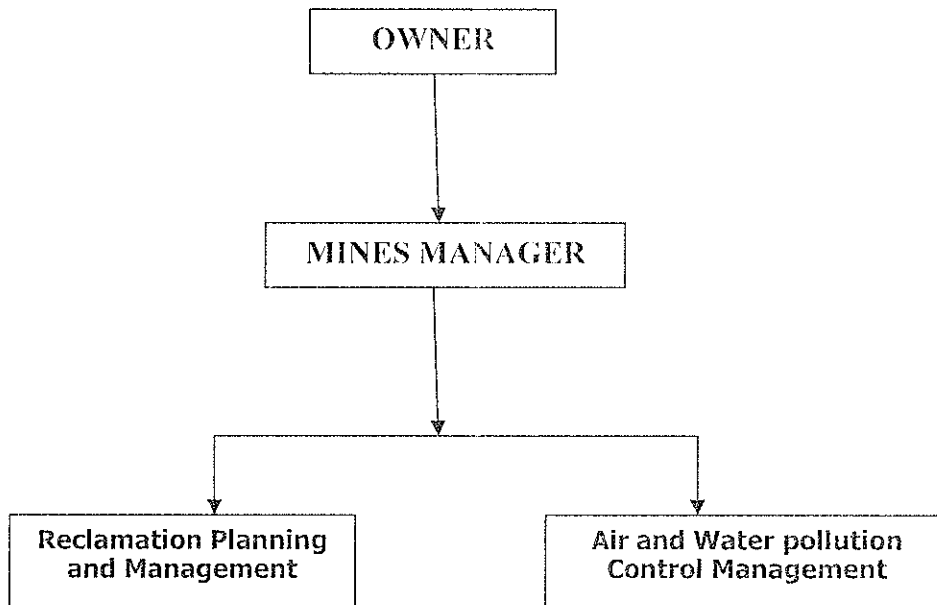 OWNER
MINES MANAGER
Reclamation Planning
and Management
Air and Water pollution
Control Management